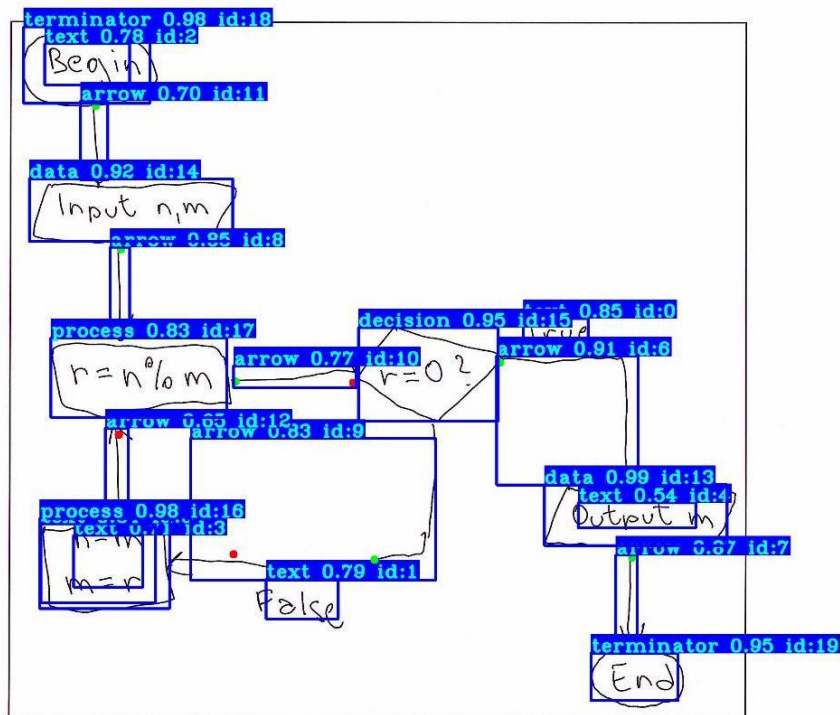 terminator 0.98 id:18
text 0.78 id:2
Begin
arrow 0.70 id:11
data 0.92 id:14
Input n,m
arrow 0.85 id:8
process 0.83 id:17
r=n%m
arrow 0.77 id:10
decision 0.95 id:15
r=0?
text 0.85 id:0
True
arrow 0.91 id:6
arrow 0.65 id:12
arrow 0.83 id:9
data 0.99 id:13
text 0.54 id:4
Output m
process 0.98 id:16
text 0.71 id:3
n=m
m=r
text 0.79 id:1
False
arrow 0.87 id:7
terminator 0.95 id:19
End